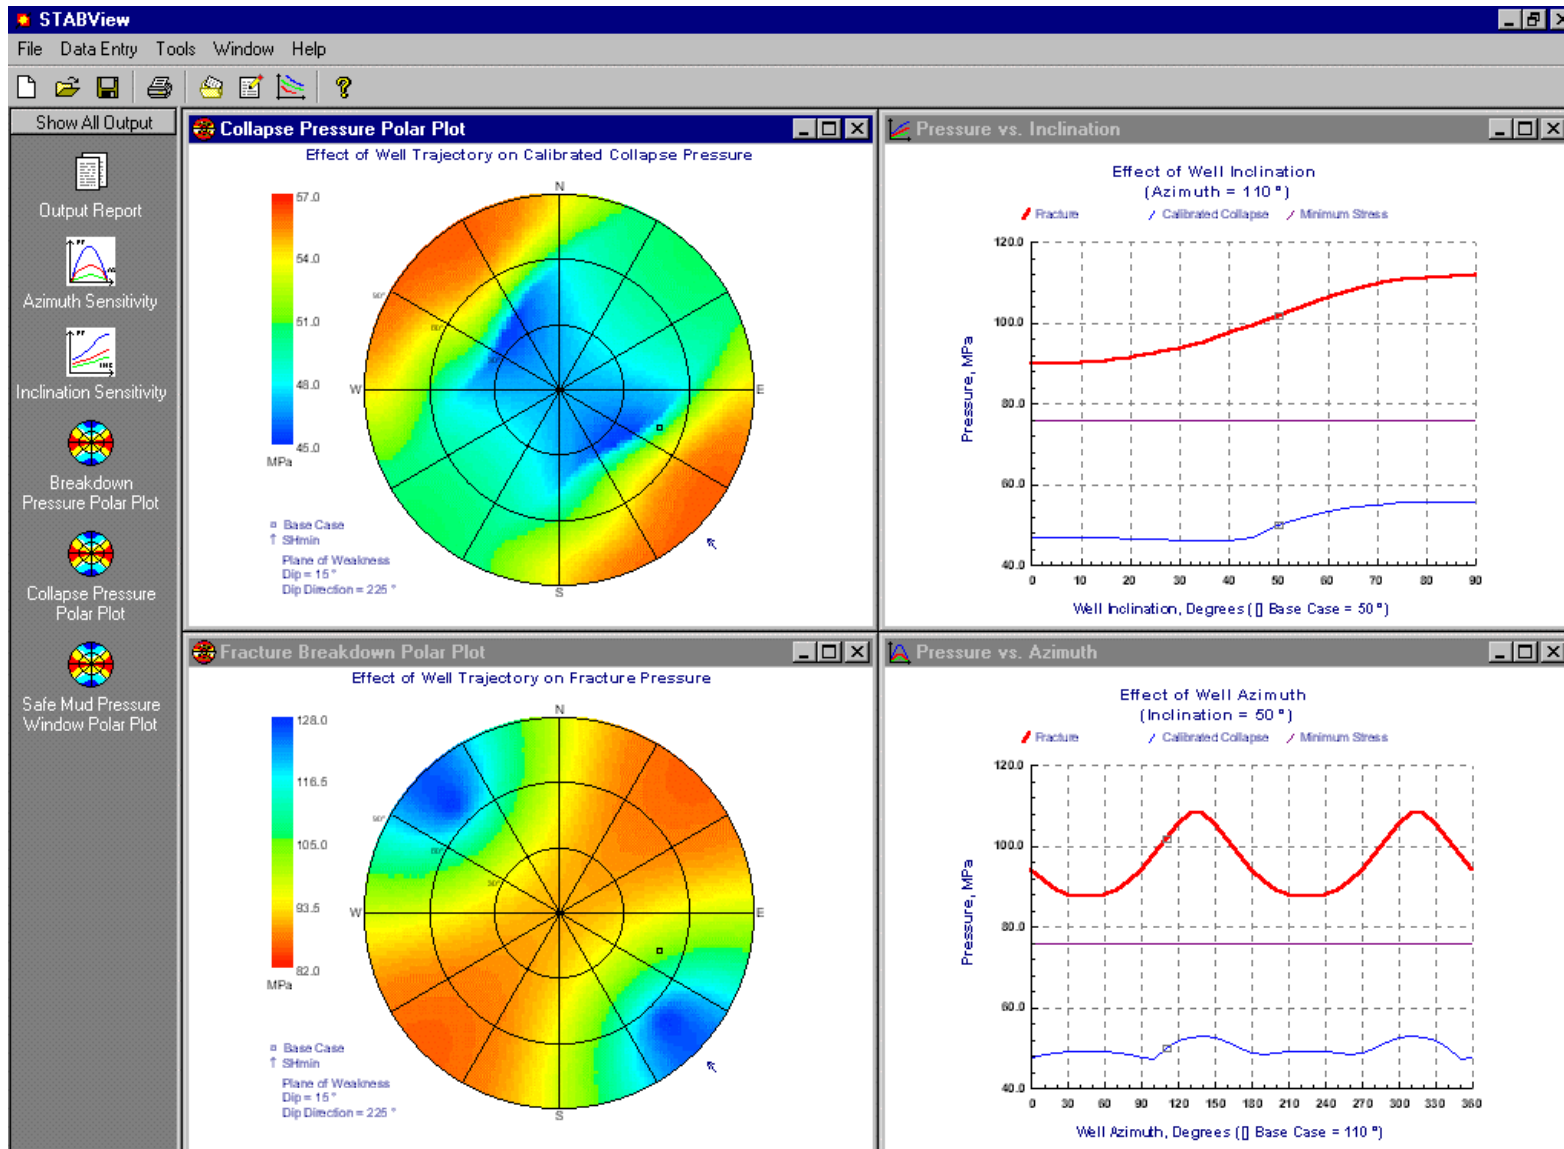 STABView
File Data Entry Tools Window Help
Show All Output
Output Report
Azimuth Sensitivity
Inclination Sensitivity
Breakdown
Pressure Polar Plot
Collapse Pressure
Polar Plot
Safe Mud Pressure
Window Polar Plot
Collapse Pressure Polar Plot
Effect of Well Trajectory on Calibrated Collapse Pressure
57.0
54.0
51.0
48.0
45.0
MPa
N
90°
60°
30°
W
E
S
Base Case
SHmin
Plane of Weakness
Dip = 15°
Dip Direction = 225°
Pressure vs. Inclination
Effect of Well Inclination
(Azimuth = 110°)
Fracture Calibrated Collapse Minimum Stress
120.0
100.0
80.0
60.0
40.0
Pressure, MPa
0 10 20 30 40 50 60 70 80 90
Well Inclination, Degrees ([] Base Case = 50°)
Fracture Breakdown Polar Plot
Effect of Well Trajectory on Fracture Pressure
128.0
116.5
105.0
93.5
82.0
MPa
N
90°
60°
30°
W
E
S
Base Case
SHmin
Plane of Weakness
Dip = 15°
Dip Direction = 225°
Pressure vs. Azimuth
Effect of Well Azimuth
(Inclination = 50°)
Fracture Calibrated Collapse Minimum Stress
120.0
100.0
80.0
60.0
40.0
Pressure, MPa
0 30 60 90 120 150 180 210 240 270 300 330 360
Well Azimuth, Degrees ([] Base Case = 110°)